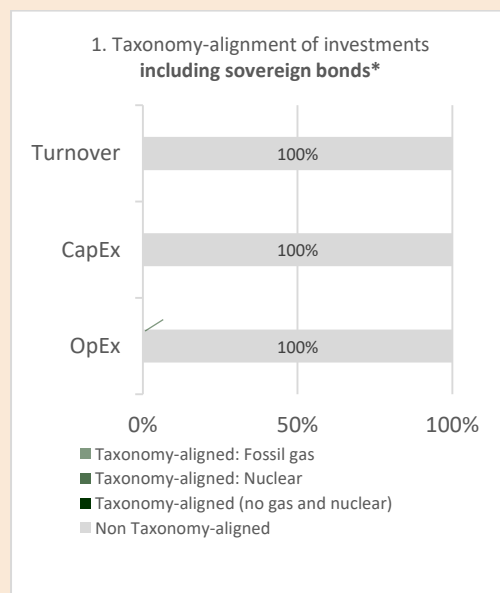 1. Taxonomy-alignment of investments
including sovereign bonds*
Turnover
100%
CapEx
100%
OpEx
100%
0%
50%
100%
Taxonomy-aligned: Fossil gas
Taxonomy-aligned: Nuclear
Taxonomy-aligned (no gas and nuclear)
Non Taxonomy-aligned